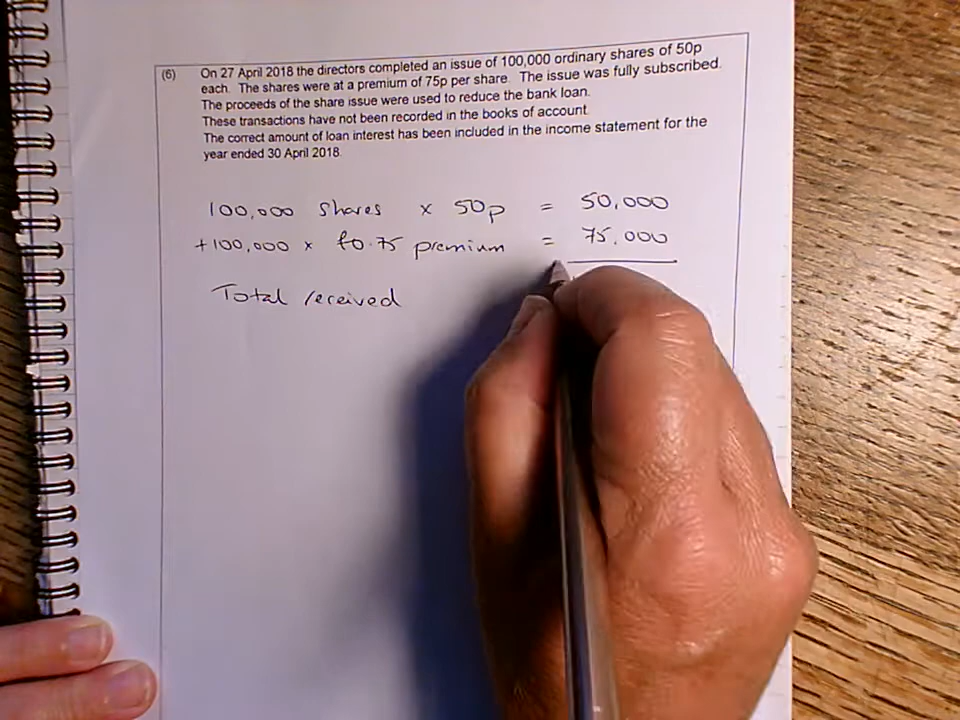 (6) On 27 April 2018 the directors completed an issue of 100,000 ordinary shares of 50p
each. The shares were at a premium of 75p per share. The issue was fully subscribed.
The proceeds of the share issue were used to reduce the bank loan.
These transactions have not been recorded in the books of account.
The correct amount of loan interest has been included in the income statement for the
year ended 30 April 2018.
100,000 shares x 50p = 50,000
+100,000 x £0.75 premium = 75,000
Total received